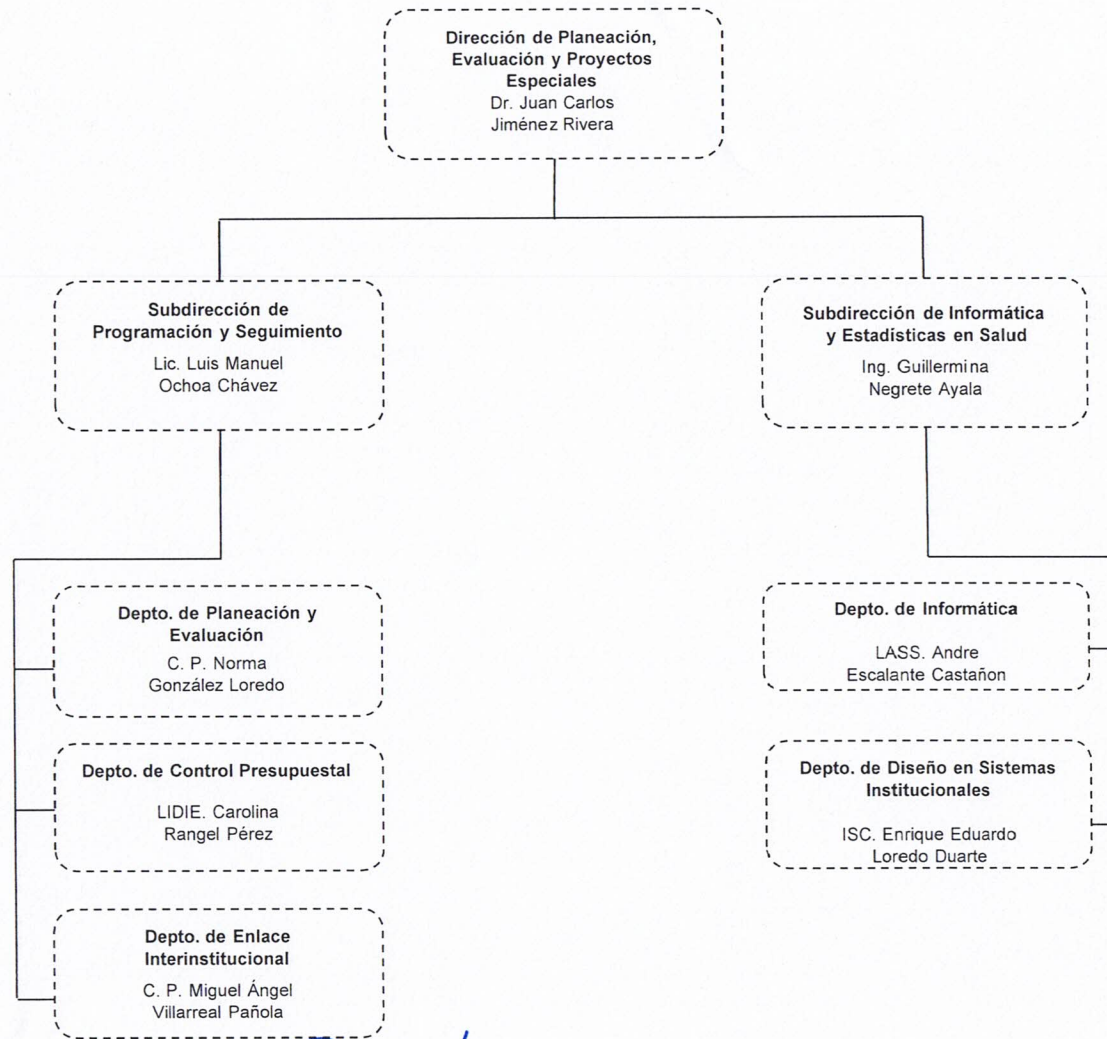 Dirección de Planeación,
Evaluación y Proyectos
Especiales
Dr. Juan Carlos
Jiménez Rivera
Subdirección de
Programación y Seguimiento
Lic. Luis Manuel
Ochoa Chávez
Subdirección de Informática
y Estadísticas en Salud
Ing. Guillermina
Negrete Ayala
Depto. de Planeación y
Evaluación
C. P. Norma
González Loredo
Depto. de Control Presupuestal
LIDIE. Carolina
Rangel Pérez
Depto. de Enlace
Interinstitucional
C. P. Miguel Ángel
Villarreal Pañola
Depto. de Informática
LASS. Andre
Escalante Castañon
Depto. de Diseño en Sistemas
Institucionales
ISC. Enrique Eduardo
Loredo Duarte